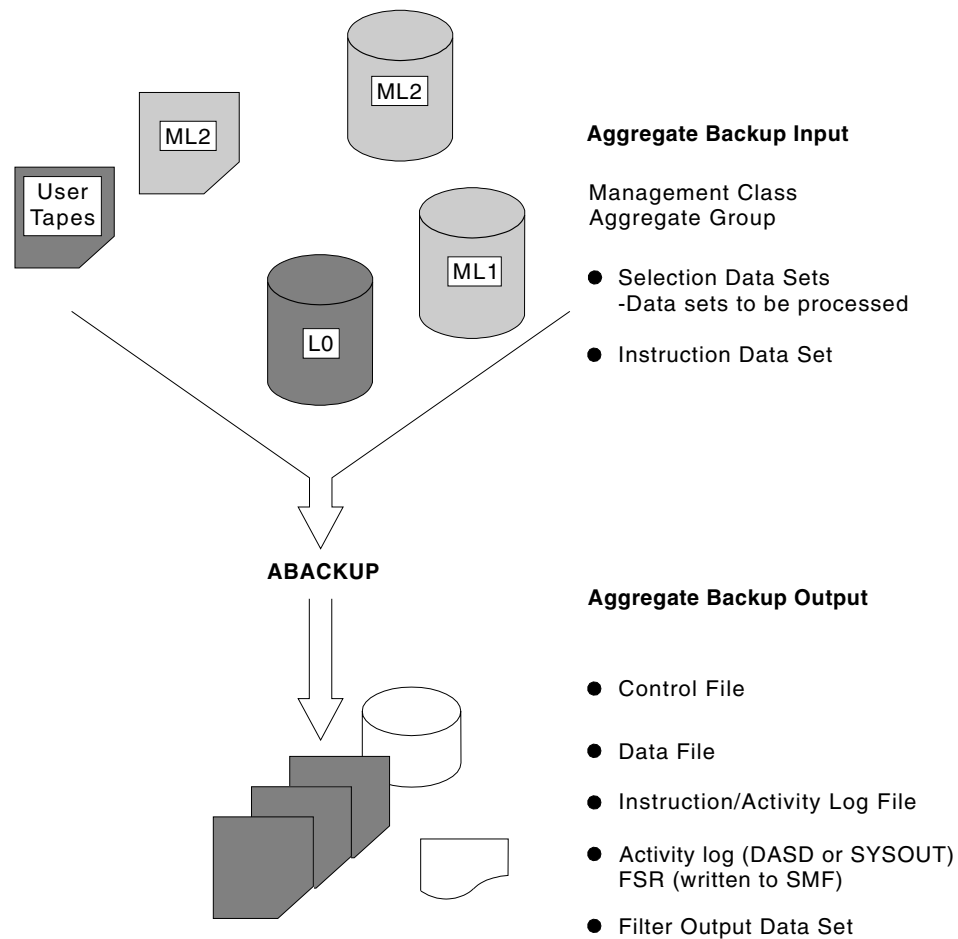 ML2
ML2
User
Tapes
ML1
L0
Aggregate Backup Input
Management Class
Aggregate Group
● Selection Data Sets
-Data sets to be processed
● Instruction Data Set
ABACKUP
Aggregate Backup Output
● Control File
● Data File
● Instruction/Activity Log File
● Activity log (DASD or SYSOUT)
FSR (written to SMF)
● Filter Output Data Set